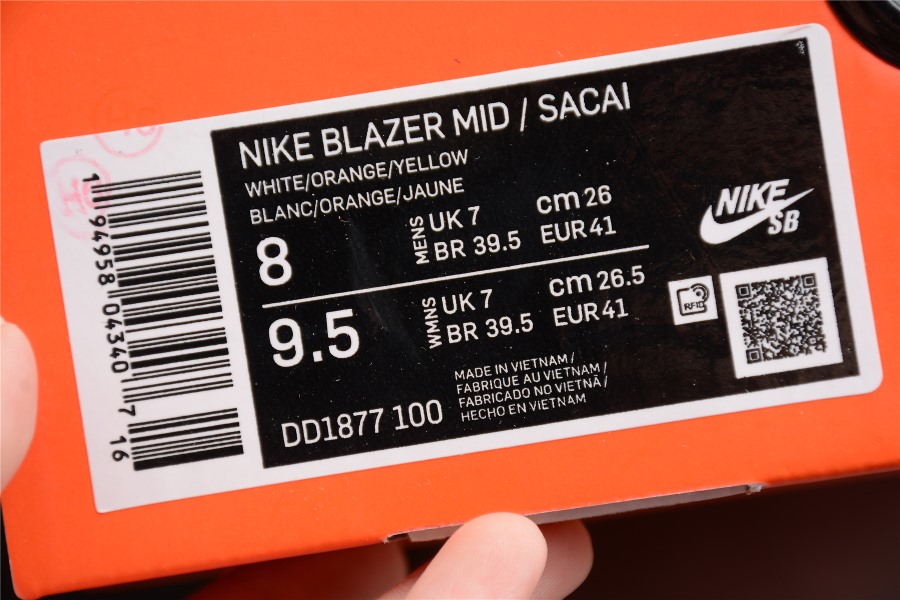 NIKE BLAZER MID / SACAI
WHITE/ORANGE/YELLOW
BLANC/ORANGE/JAUNE
8
MENS
UK 7
BR 39.5
cm 26
EUR 41
9.5
WMNS
UK 7
BR 39.5
cm 26.5
EUR 41
MADE IN VIETNAM /
FABRIQUE AU VIETNAM /
FABRICADO NO VIETNÃ /
HECHO EN VIETNAM
DD1877 100
NIKE
SB
RFID
1 94958 04340 7 16